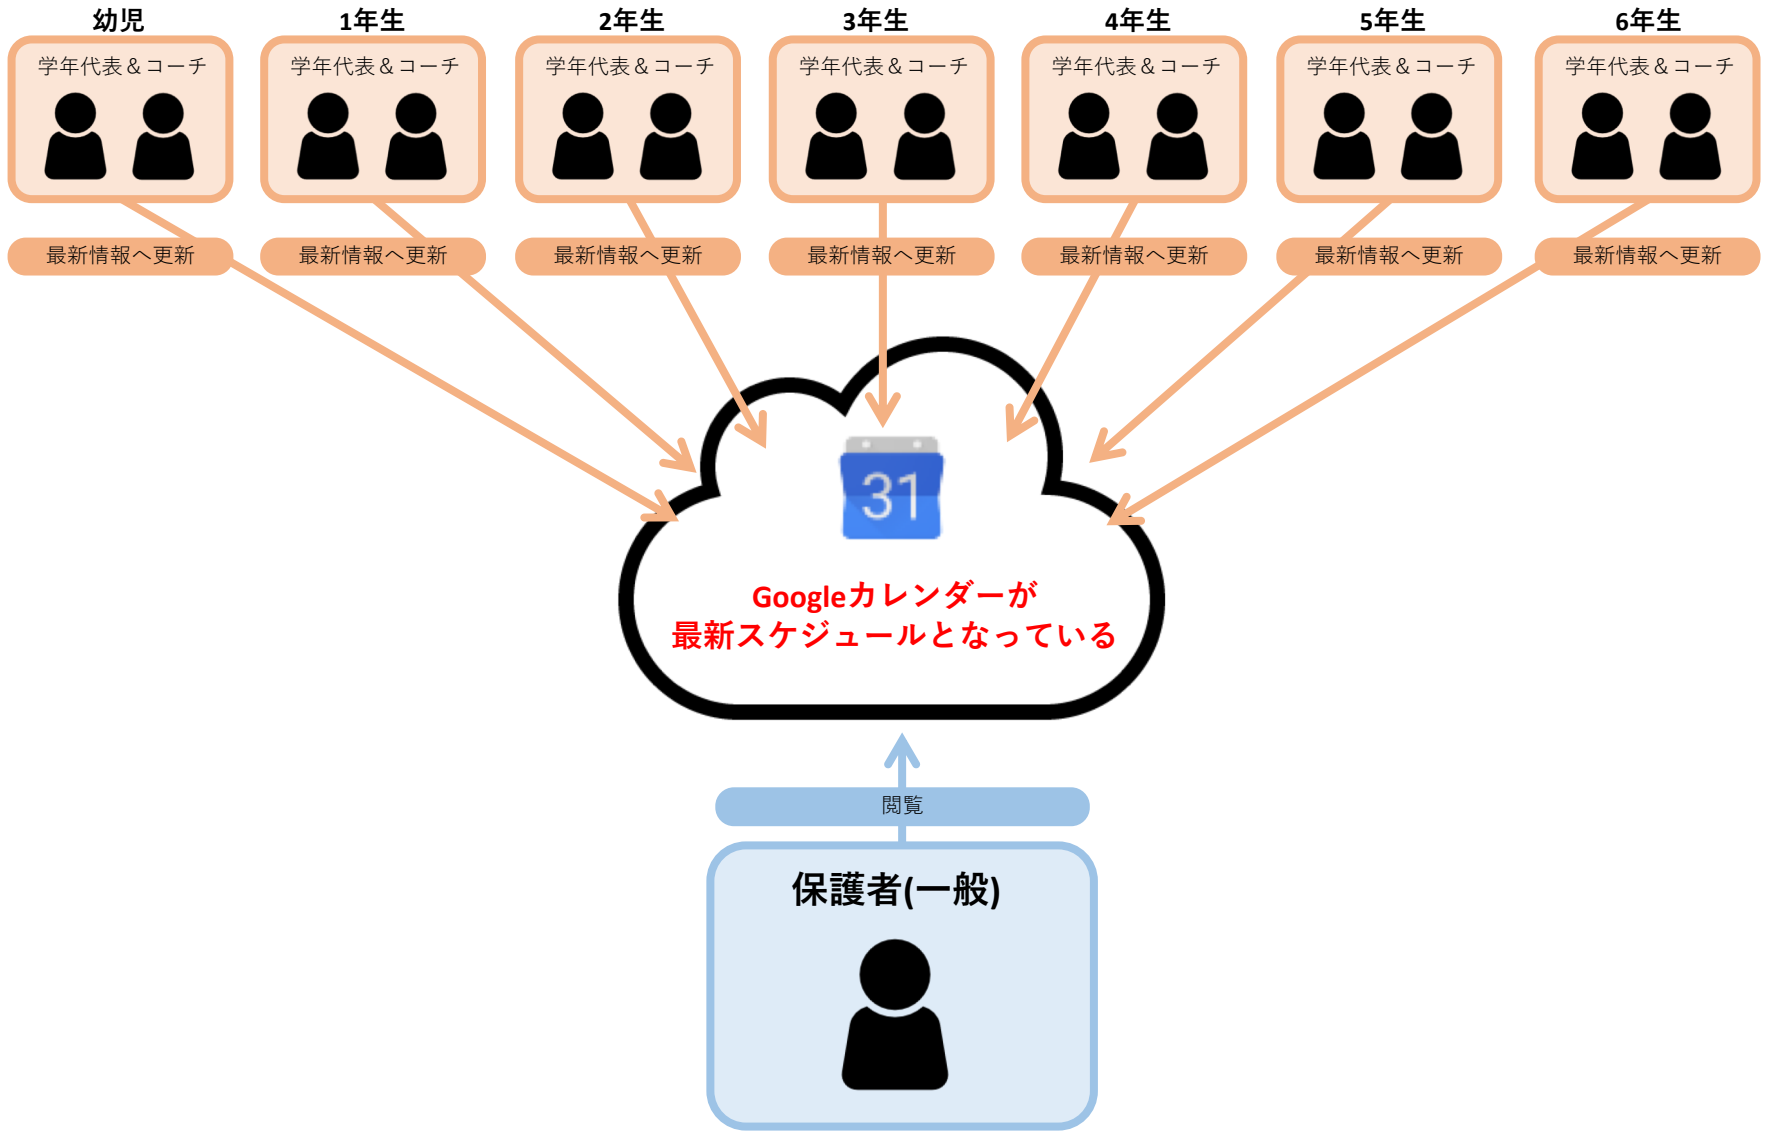 幼児
1年生
2年生
3年生
4年生
5年生
6年生
学年代表＆コーチ
学年代表＆コーチ
学年代表＆コーチ
学年代表＆コーチ
学年代表＆コーチ
学年代表＆コーチ
学年代表＆コーチ
最新情報へ更新
最新情報へ更新
最新情報へ更新
最新情報へ更新
最新情報へ更新
最新情報へ更新
最新情報へ更新
31
Googleカレンダーが
最新スケジュールとなっている
閲覧
保護者(一般)